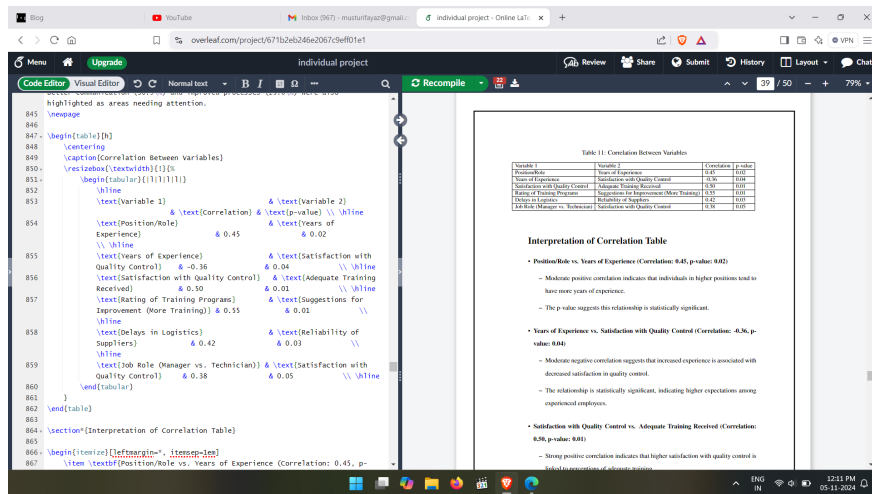 Blog
YouTube
Inbox (967) - musturifayaz@gmail.c
individual project - Online LaTe
overleaf.com/project/671b2eb246e2067c9eff01e1
VPN
Menu
Upgrade
individual project
Review
Share
Submit
History
Layout
Chat
Code Editor
Visual Editor
Normal text
B I
Ω
Recompile
22
39 / 50
79%
highlighted as areas needing attention.
845 \newpage
846
847 \begin{table}[h]
848 \centering
849 \caption{Correlation Between Variables}
850 \resizebox{\textwidth}{!}{%
851 \begin{tabular}{|l|l|l|l|}
852 \hline
853 \text{Variable 1} & \text{Variable 2}
& \text{Correlation} & \text{p-value} \\ \hline
854 \text{Position/Role} & \text{Years of
Experience} & 0.45 & 0.02
\\ \hline
855 \text{Years of Experience} & \text{Satisfaction with
Quality Control} & -0.36 & 0.04 \\ \hline
856 \text{Satisfaction with Quality Control} & \text{Adequate Training
Received} & 0.50 & 0.01 \\ \hline
857 \text{Rating of Training Programs} & \text{Suggestions for
Improvement (More Training)} & 0.55 & 0.01 \\
\hline
858 \text{Delays in Logistics} & \text{Reliability of
Suppliers} & 0.42 & 0.03 \\
\hline
859 \text{Job Role (Manager vs. Technician)} & \text{Satisfaction with
Quality Control} & 0.38 & 0.05 \\ \hline
860 \end{tabular}
861 }
862 \end{table}
863
864 \section*{Interpretation of Correlation Table}
865
866 \begin{itemize}[leftmargin=*, itemsep=1em]
867 \item \textbf{Position/Role vs. Years of Experience (Correlation: 0.45, p-
Table 11: Correlation Between Variables
Variable 1 Variable 2 Correlation p-value
Position/Role Years of Experience 0.45 0.02
Years of Experience Satisfaction with Quality Control -0.36 0.04
Satisfaction with Quality Control Adequate Training Received 0.50 0.01
Rating of Training Programs Suggestions for Improvement (More Training) 0.55 0.01
Delays in Logistics Reliability of Suppliers 0.42 0.03
Job Role (Manager vs. Technician) Satisfaction with Quality Control 0.38 0.05
Interpretation of Correlation Table
• Position/Role vs. Years of Experience (Correlation: 0.45, p-value: 0.02)
– Moderate positive correlation indicates that individuals in higher positions tend to
have more years of experience.
– The p-value suggests this relationship is statistically significant.
• Years of Experience vs. Satisfaction with Quality Control (Correlation: -0.36, p-
value: 0.04)
– Moderate negative correlation suggests that increased experience is associated with
decreased satisfaction in quality control.
– The relationship is statistically significant, indicating higher expectations among
experienced employees.
• Satisfaction with Quality Control vs. Adequate Training Received (Correlation:
0.50, p-value: 0.01)
– Strong positive correlation indicates that higher satisfaction with quality control is
linked to perceptions of adequate training
ENG
IN
12:11 PM
05-11-2024